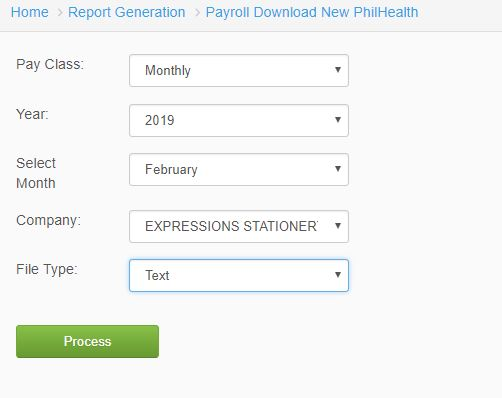 Home > Report Generation > Payroll Download New PhilHealth
Pay Class: Monthly
Year: 2019
Select Month February
Company: EXPRESSIONS STATIONER
File Type: Text
Process